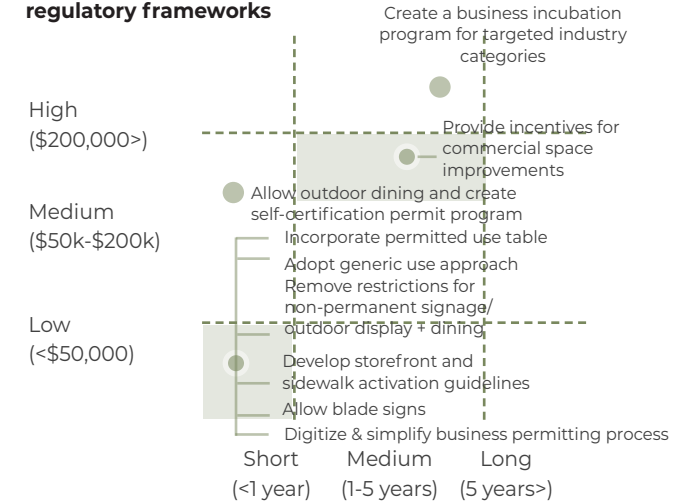 regulatory frameworks
Create a business incubation
program for targeted industry
categories
High
($200,000>)
Provide incentives for
commercial space
improvements
Allow outdoor dining and create
self-certification permit program
Medium
($50k-$200k)
Incorporate permitted use table
Adopt generic use approach
Remove restrictions for
non-permanent signage/
outdoor display + dining
Low
(<$50,000)
Develop storefront and
sidewalk activation guidelines
Allow blade signs
Digitize & simplify business permitting process
Short
(<1 year)
Medium
(1-5 years)
Long
(5 years>)